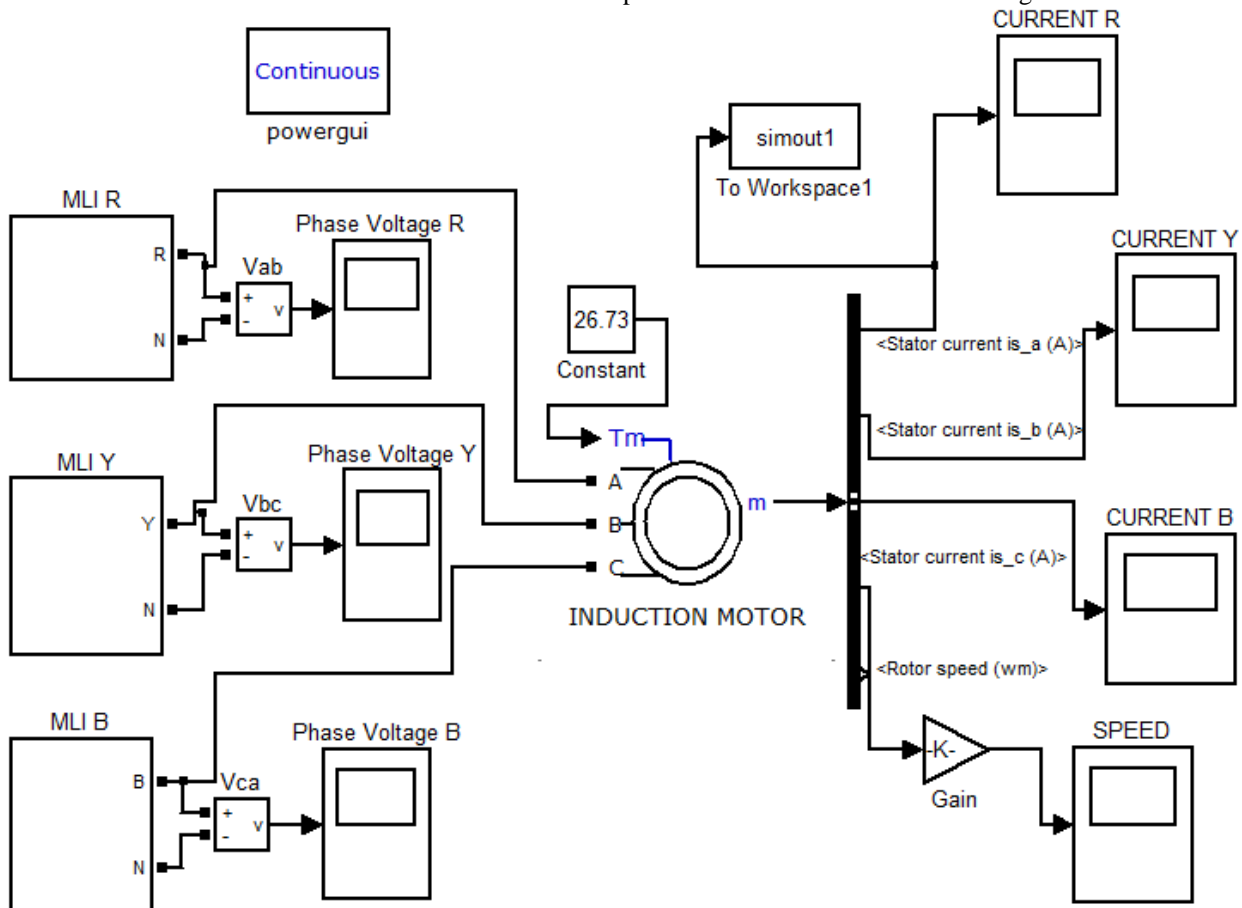 CURRENT R
Continuous
powergui
simout1
To Workspace1
MLI R
Phase Voltage R
R
Vab
+
-
v
N
CURRENT Y
26.73
Constant
<Stator current is_a (A)>
Tm
<Stator current is_b (A)>
MLI Y
Phase Voltage Y
A
Vbc
m
Y
B
CURRENT B
+
-
v
<Stator current is_c (A)>
C
N
INDUCTION MOTOR
<Rotor speed (wm)>
MLI B
Phase Voltage B
SPEED
-K-
B
Vca
Gain
+
-
v
N